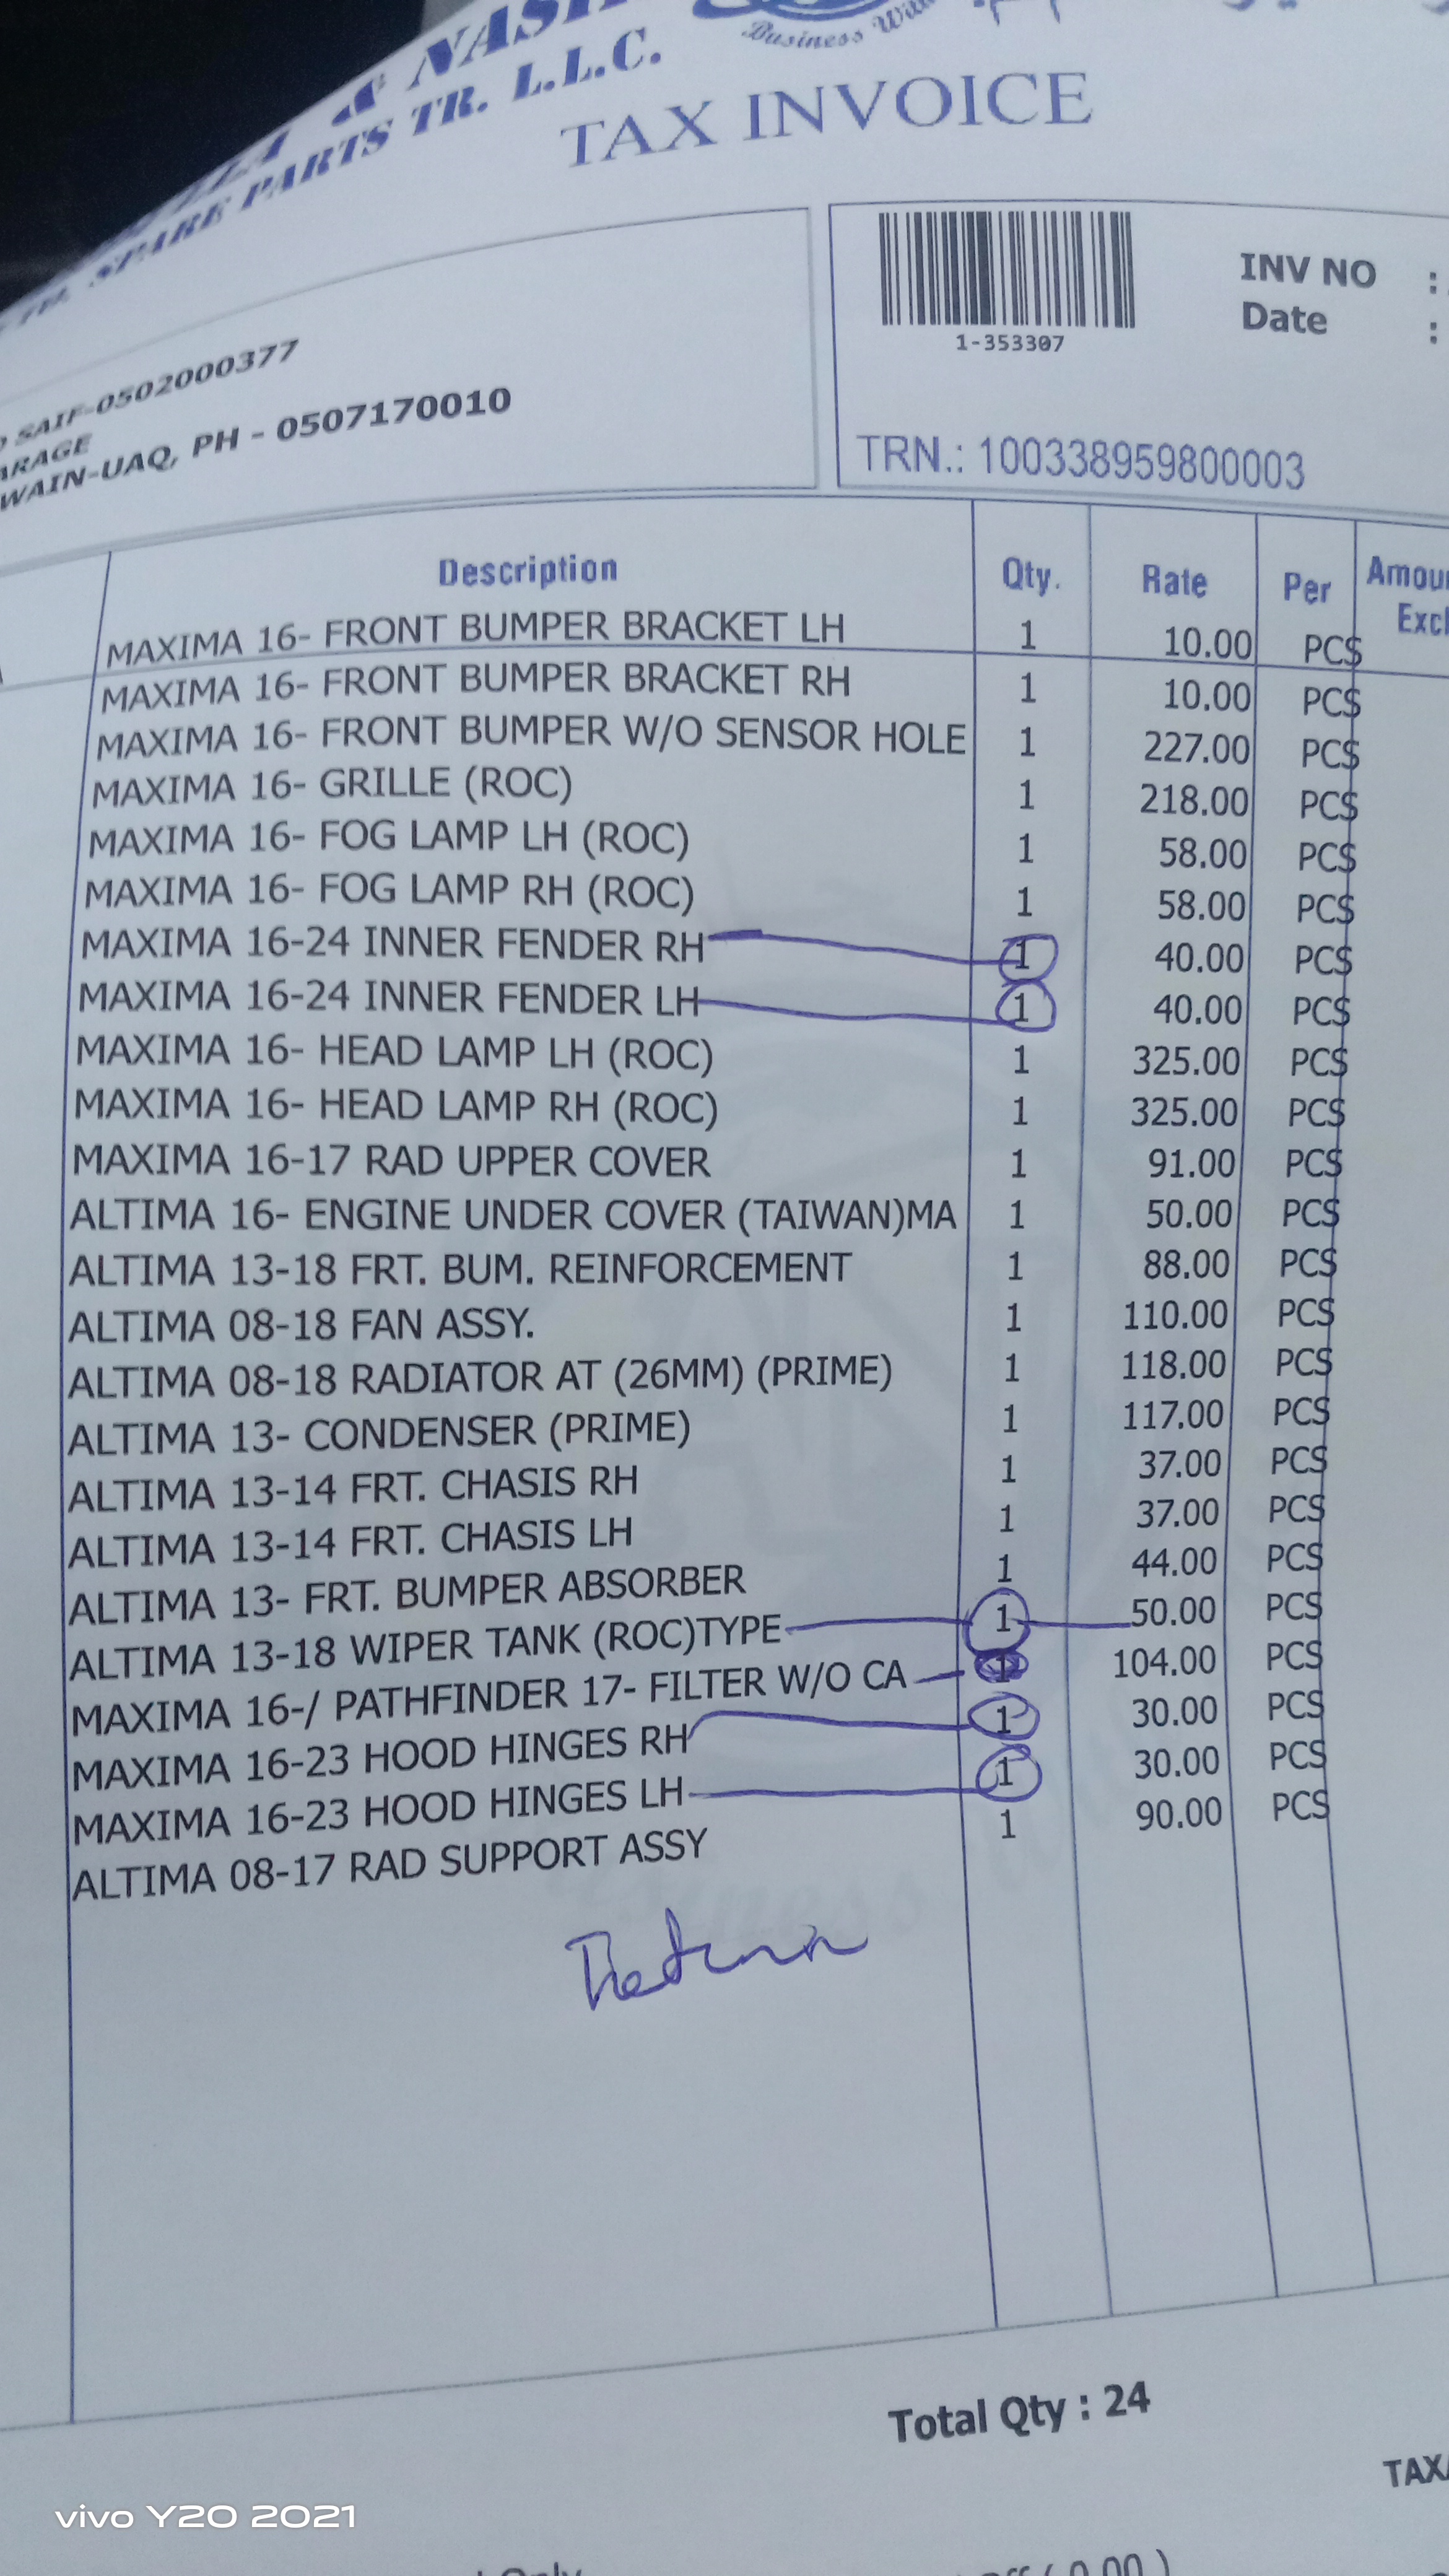 & NASI
SPARE PARTS TR. L.L.C.
Business
TAX INVOICE
1-353307
INV NO :
Date :
SAIF-0502000377
ARAGE
WAIN-UAQ, PH - 0507170010
TRN.: 100338959800003
Description Qty. Rate Per Amou
Excl
MAXIMA 16- FRONT BUMPER BRACKET LH 1 10.00 PCS
MAXIMA 16- FRONT BUMPER BRACKET RH 1 10.00 PCS
MAXIMA 16- FRONT BUMPER W/O SENSOR HOLE 1 227.00 PCS
MAXIMA 16- GRILLE (ROC) 1 218.00 PCS
MAXIMA 16- FOG LAMP LH (ROC) 1 58.00 PCS
MAXIMA 16- FOG LAMP RH (ROC) 1 58.00 PCS
MAXIMA 16-24 INNER FENDER RH 1 40.00 PCS
MAXIMA 16-24 INNER FENDER LH 1 40.00 PCS
MAXIMA 16- HEAD LAMP LH (ROC) 1 325.00 PCS
MAXIMA 16- HEAD LAMP RH (ROC) 1 325.00 PCS
MAXIMA 16-17 RAD UPPER COVER 1 91.00 PCS
ALTIMA 16- ENGINE UNDER COVER (TAIWAN)MA 1 50.00 PCS
ALTIMA 13-18 FRT. BUM. REINFORCEMENT 1 88.00 PCS
ALTIMA 08-18 FAN ASSY. 1 110.00 PCS
ALTIMA 08-18 RADIATOR AT (26MM) (PRIME) 1 118.00 PCS
ALTIMA 13- CONDENSER (PRIME) 1 117.00 PCS
ALTIMA 13-14 FRT. CHASIS RH 1 37.00 PCS
ALTIMA 13-14 FRT. CHASIS LH 1 37.00 PCS
ALTIMA 13- FRT. BUMPER ABSORBER 1 44.00 PCS
ALTIMA 13-18 WIPER TANK (ROC)TYPE 1 50.00 PCS
MAXIMA 16-/ PATHFINDER 17- FILTER W/O CA 1 104.00 PCS
MAXIMA 16-23 HOOD HINGES RH 1 30.00 PCS
MAXIMA 16-23 HOOD HINGES LH 1 30.00 PCS
ALTIMA 08-17 RAD SUPPORT ASSY 1 90.00 PCS
Return
Total Qty : 24
TAXA
Only
( 0.00 )
vivo Y20 2021